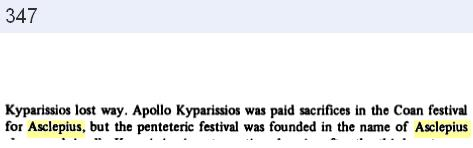 347
Kyparissios lost way. Apollo Kyparissios was paid sacrifices in the Coan festival
for Asclepius, but the penteteric festival was founded in the name of Asclepius